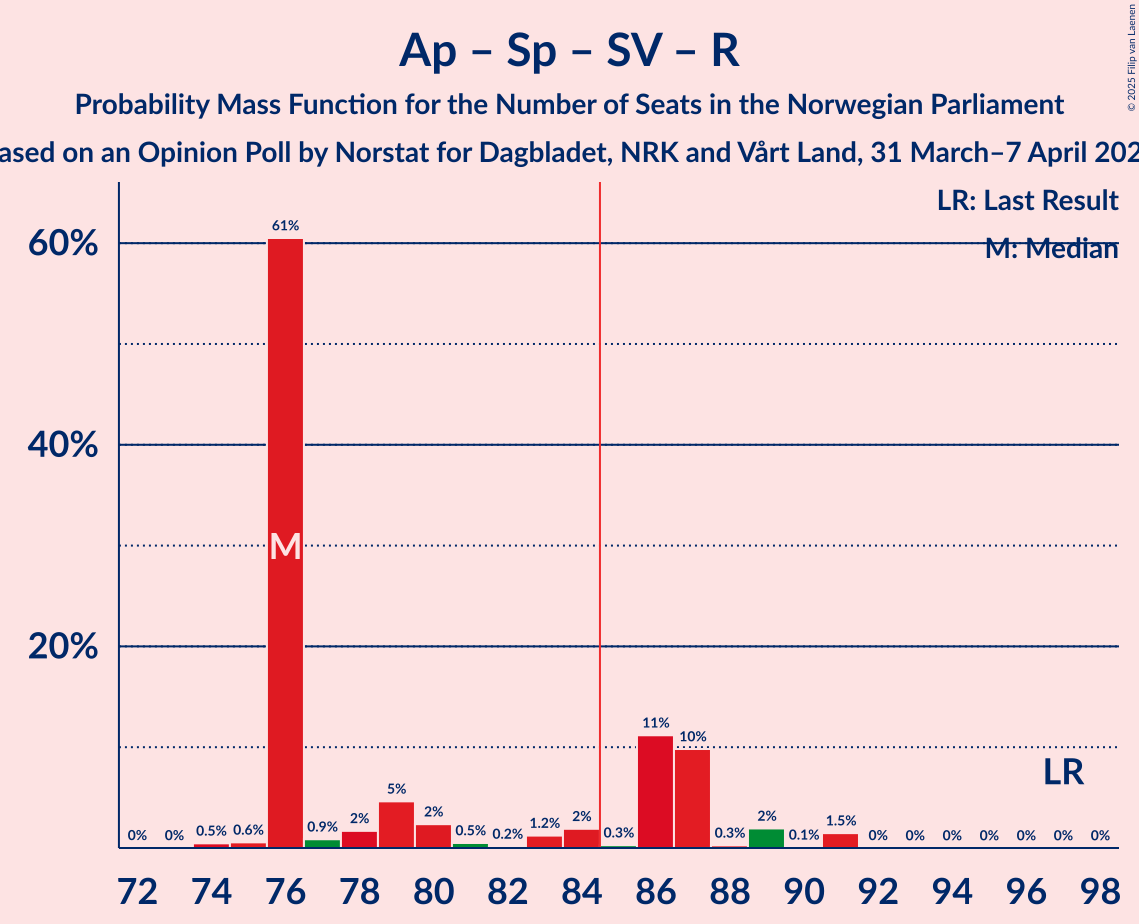 Ap – Sp – SV – R
Probability Mass Function for the Number of Seats in the Norwegian Parliament
ased on an Opinion Poll by Norstat for Dagbladet, NRK and Vårt Land, 31 March–7 April 202
© 2025 Filip van Laenen
LR: Last Result
M: Median
60%
40%
20%
0% 0% 0.5% 0.6% 61% 0.9% 2% 5% 2% 0.5% 0.2% 1.2% 2% 0.3% 11% 10% 0.3% 2% 0.1% 1.5% 0% 0% 0% 0% 0% 0% 0%
M
LR
72 74 76 78 80 82 84 86 88 90 92 94 96 98